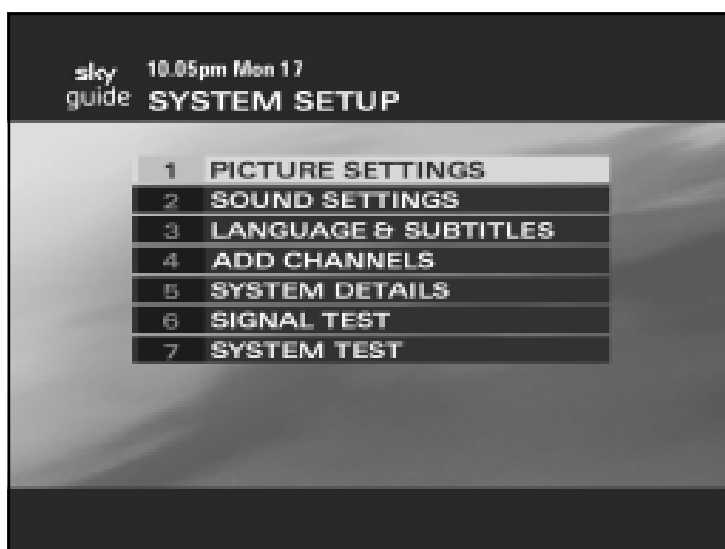 sky 10.05pm Mon 17
guide SYSTEM SETUP
1 PICTURE SETTINGS
2 SOUND SETTINGS
3 LANGUAGE & SUBTITLES
4 ADD CHANNELS
5 SYSTEM DETAILS
6 SIGNAL TEST
7 SYSTEM TEST